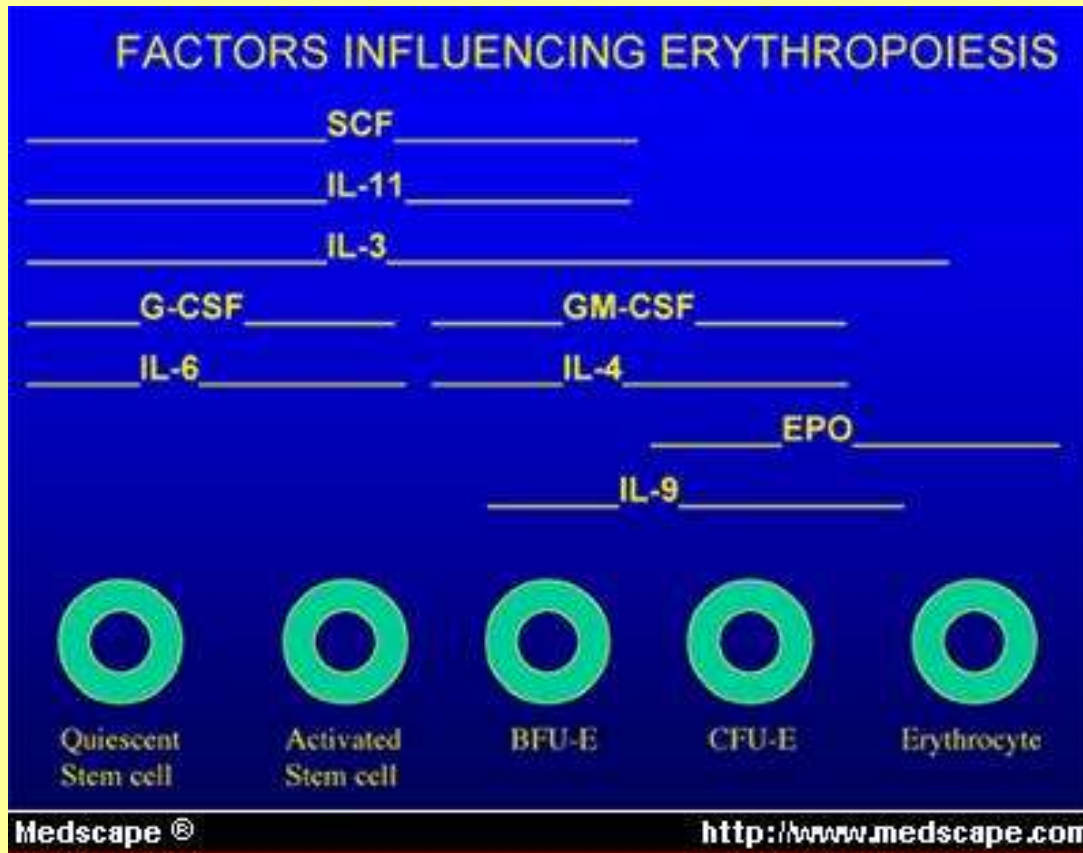 FACTORS INFLUENCING ERYTHROPOIESIS
SCF
IL-11
IL-3
G-CSF GM-CSF
IL-6 IL-4
EPO
IL-9
Quiescent Activated BFU-E CFU-E Erythrocyte
Stem cell Stem cell
Medscape ® http://www.medscape.com